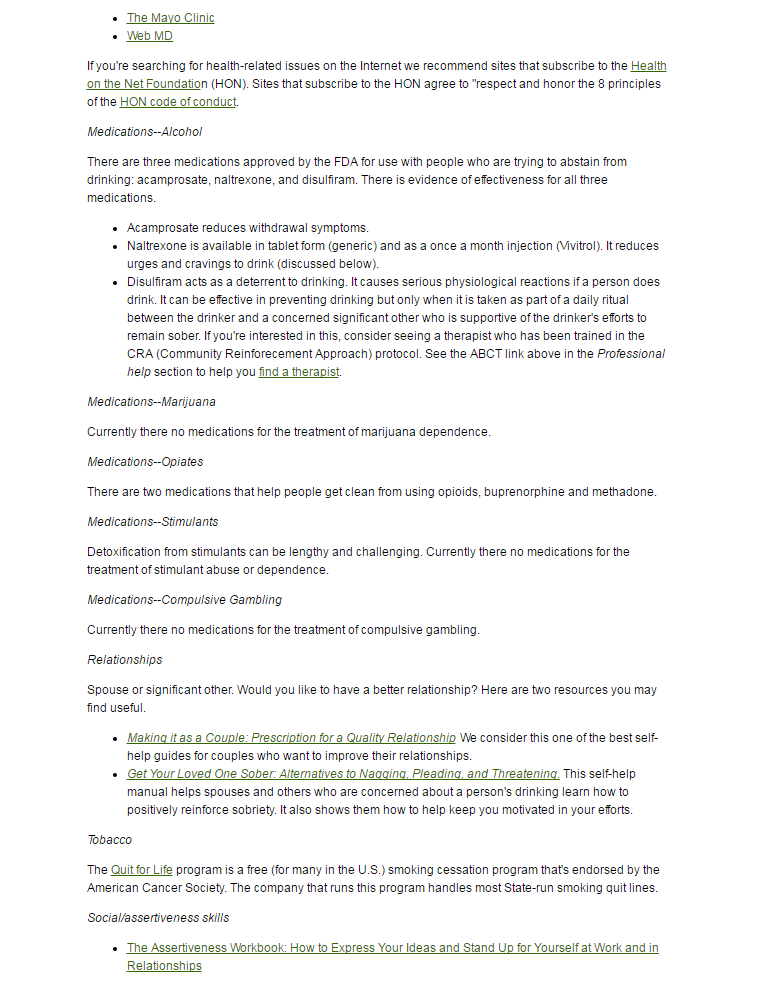 The Mayo Clinic
Web MD
If you're searching for health-related issues on the Internet we recommend sites that subscribe to the Health
on the Net Foundation (HON). Sites that subscribe to the HON agree to "respect and honor the 8 principles
of the HON code of conduct.
Medications--Alcohol
There are three medications approved by the FDA for use with people who are trying to abstain from
drinking: acamprosate, naltrexone, and disulfiram. There is evidence of effectiveness for all three
medications.
Acamprosate reduces withdrawal symptoms.
Naltrexone is available in tablet form (generic) and as a once a month injection (Vivitrol). It reduces
urges and cravings to drink (discussed below).
Disulfiram acts as a deterrent to drinking. It causes serious physiological reactions if a person does
drink. It can be effective in preventing drinking but only when it is taken as part of a daily ritual
between the drinker and a concerned significant other who is supportive of the drinker's efforts to
remain sober. If you're interested in this, consider seeing a therapist who has been trained in the
CRA (Community Reinforecement Approach) protocol. See the ABCT link above in the Professional
help section to help you find a therapist.
Medications--Marijuana
Currently there no medications for the treatment of marijuana dependence.
Medications--Opiates
There are two medications that help people get clean from using opioids, buprenorphine and methadone.
Medications--Stimulants
Detoxification from stimulants can be lengthy and challenging. Currently there no medications for the
treatment of stimulant abuse or dependence.
Medications--Compulsive Gambling
Currently there no medications for the treatment of compulsive gambling.
Relationships
Spouse or significant other. Would you like to have a better relationship? Here are two resources you may
find useful.
Making it as a Couple: Prescription for a Quality Relationship We consider this one of the best self-
help guides for couples who want to improve their relationships.
Get Your Loved One Sober: Alternatives to Nagging, Pleading, and Threatening. This self-help
manual helps spouses and others who are concerned about a person's drinking learn how to
positively reinforce sobriety. It also shows them how to help keep you motivated in your efforts.
Tobacco
The Quit for Life program is a free (for many in the U.S.) smoking cessation program that's endorsed by the
American Cancer Society. The company that runs this program handles most State-run smoking quit lines.
Social/assertiveness skills
The Assertiveness Workbook: How to Express Your Ideas and Stand Up for Yourself at Work and in
Relationships